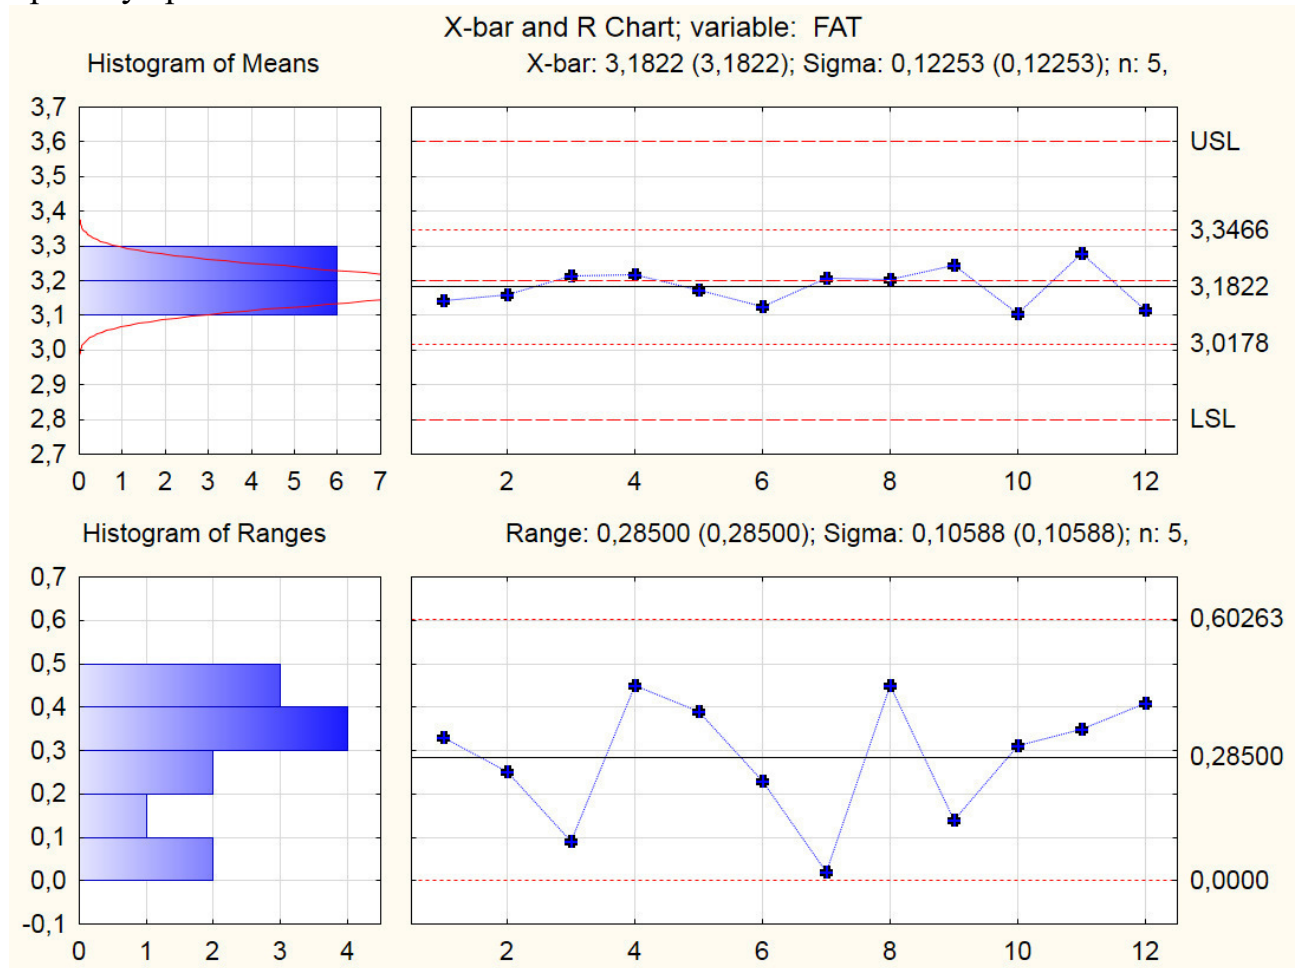 X-bar and R Chart; variable: FAT
Histogram of Means
X-bar: 3,1822 (3,1822); Sigma: 0,12253 (0,12253); n: 5,
3,7
3,6
3,5
3,4
3,3
3,2
3,1
3,0
2,9
2,8
2,7
0 1 2 3 4 5 6 7
2 4 6 8 10 12
USL
3,3466
3,1822
3,0178
LSL
Histogram of Ranges
Range: 0,28500 (0,28500); Sigma: 0,10588 (0,10588); n: 5,
0,7
0,6
0,5
0,4
0,3
0,2
0,1
0,0
-0,1
0 1 2 3 4
2 4 6 8 10 12
0,60263
0,28500
0,0000